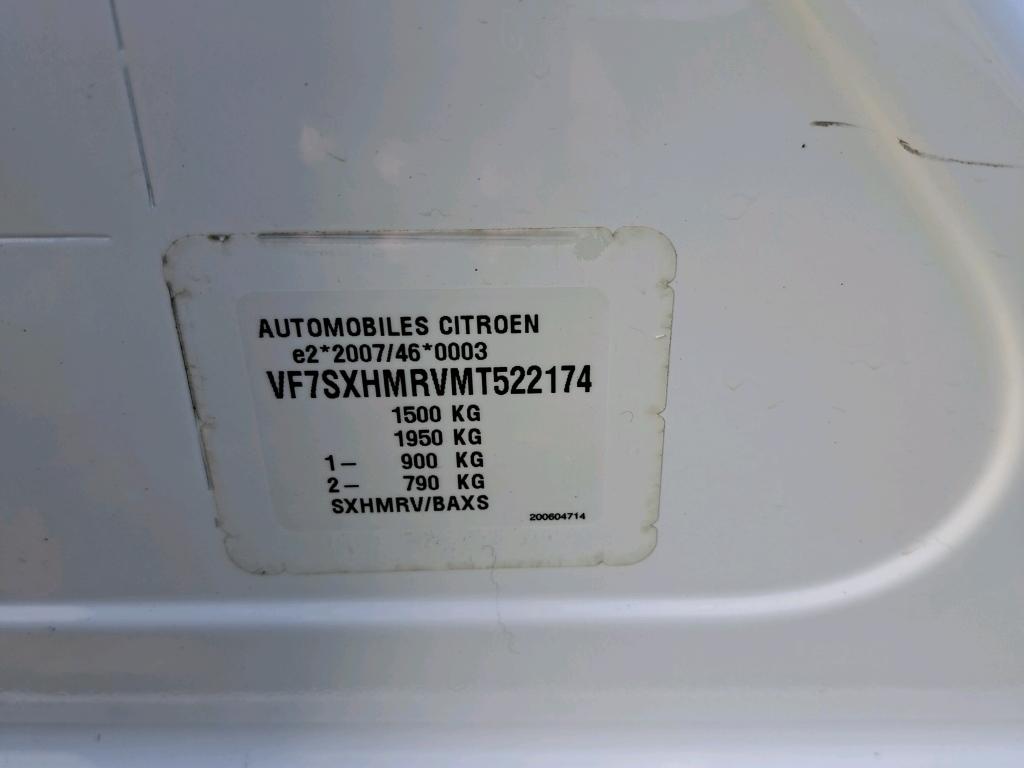 AUTOMOBILES CITROEN
e2*2007/46*0003
VF7SXHMRVMT522174
1500 KG
1950 KG
1– 900 KG
2– 790 KG
SXHMRV/BAXS
200604714